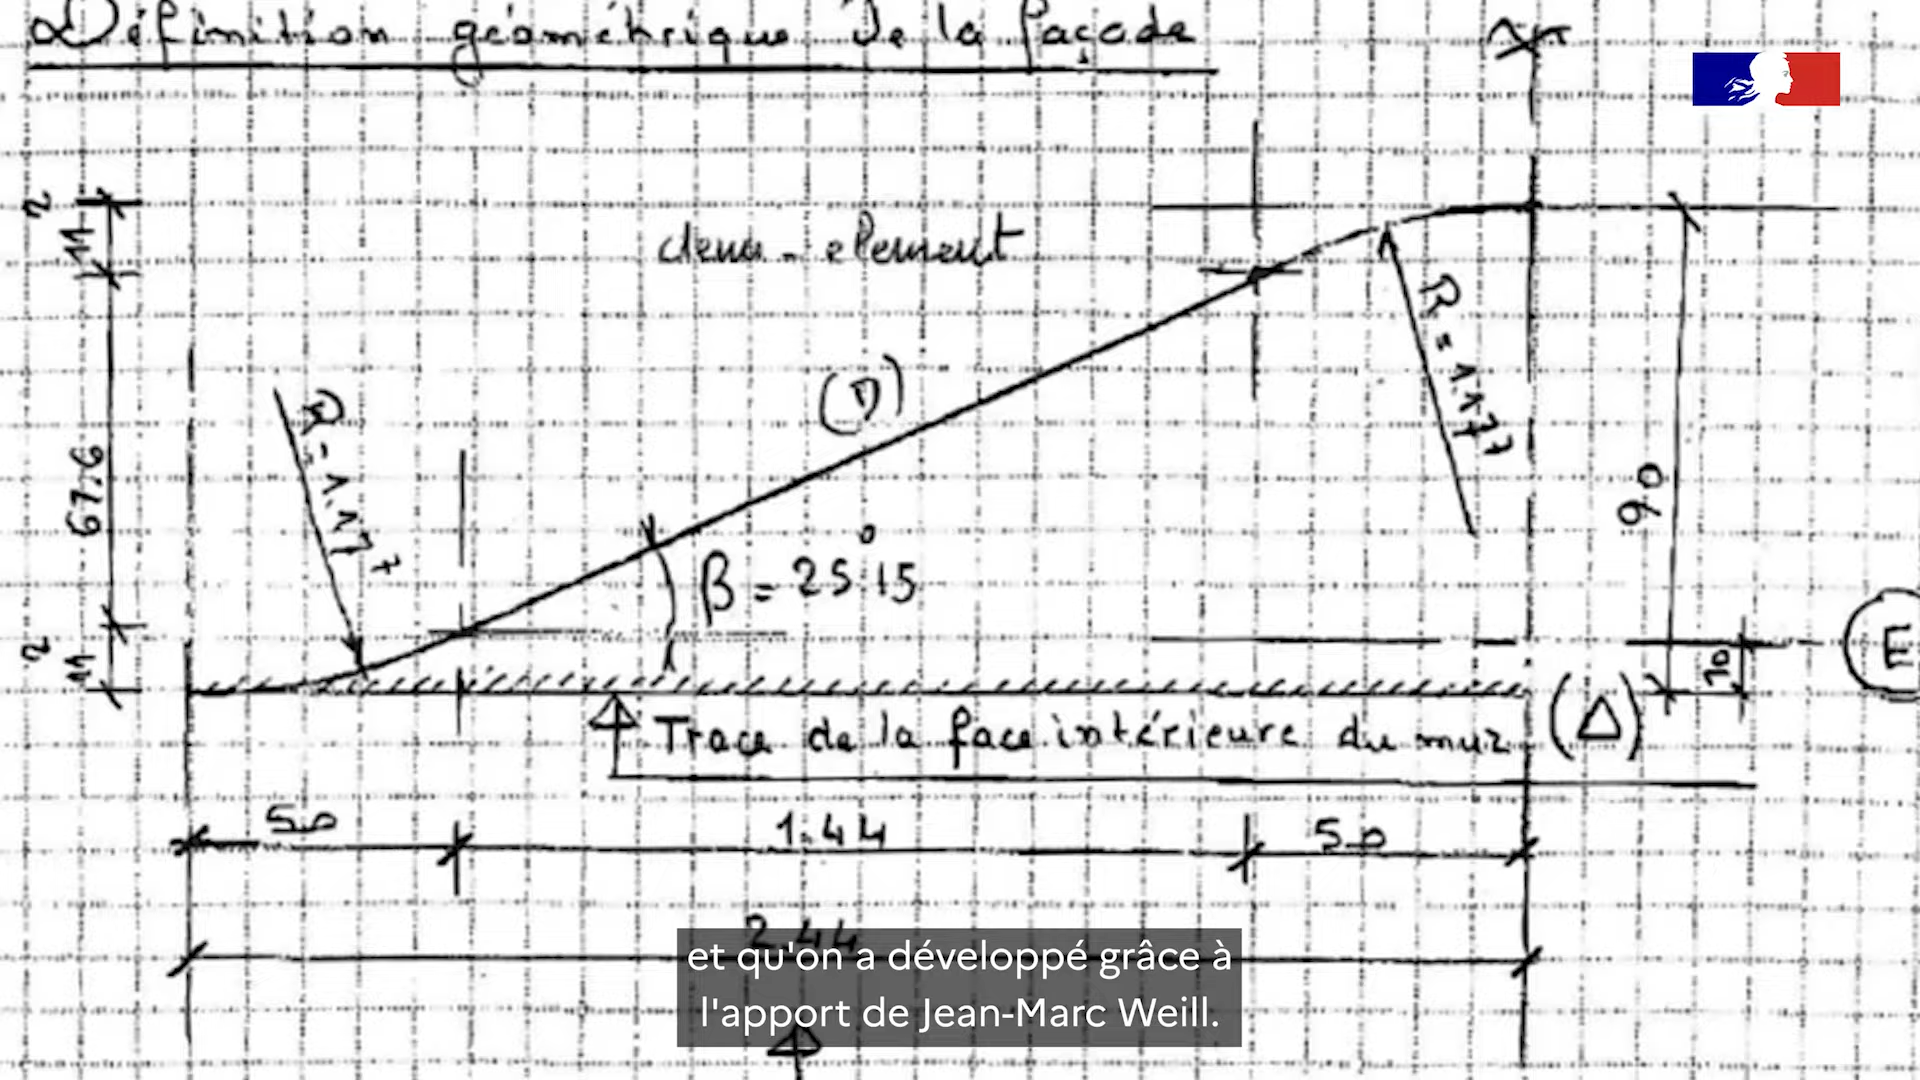 Définition géométrique de la façade
2
11
demi-élement
R=1.17⁷
(D)
R=1.17⁷
67.6
90
β=25°15
2
11
10
E
Trace de la face intérieure du mur (Δ)
50 1.44 50
2.44
et qu'on a développé grâce à
l'apport de Jean-Marc Weill.